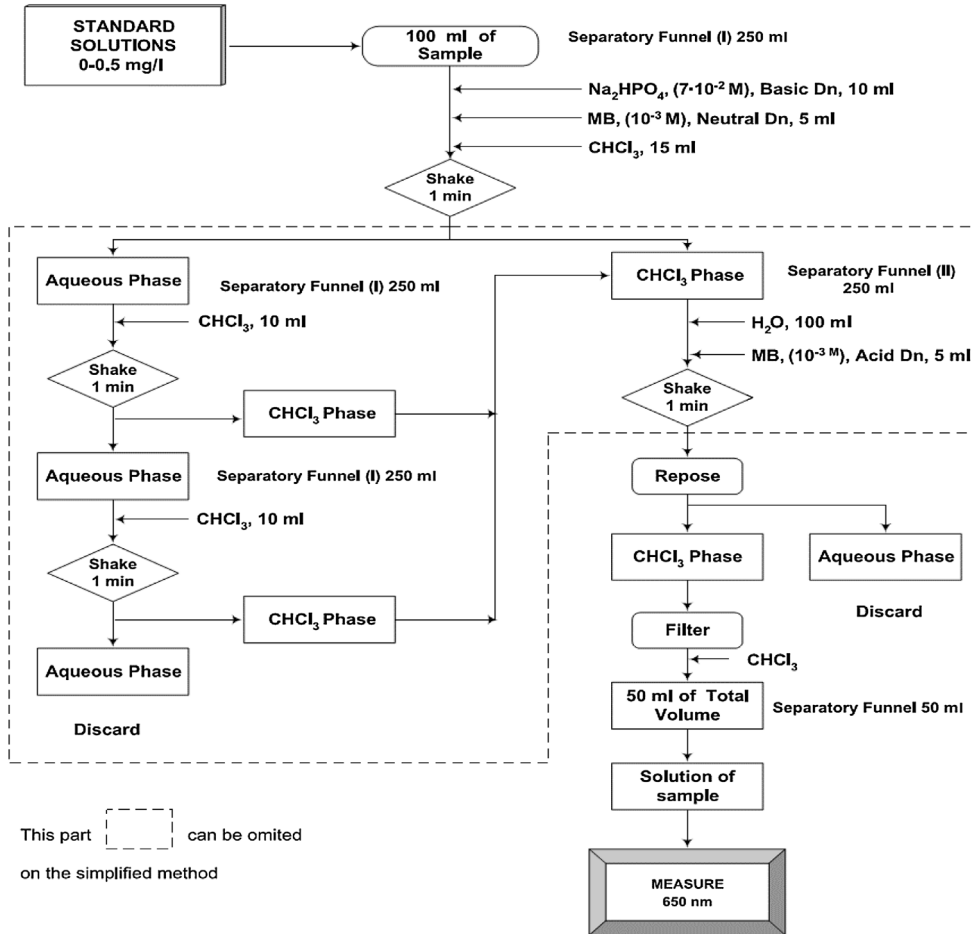 STANDARD
SOLUTIONS
0-0.5 mg/l
100 ml of
Sample
Separatory Funnel (I) 250 ml
Na₂HPO₄, (7·10⁻² M), Basic Dn, 10 ml
MB, (10⁻³ M), Neutral Dn, 5 ml
CHCl₃, 15 ml
Shake
1 min
Aqueous Phase
Separatory Funnel (I) 250 ml
CHCl₃, 10 ml
Shake
1 min
CHCl₃ Phase
Aqueous Phase
Separatory Funnel (I) 250 ml
CHCl₃, 10 ml
Shake
1 min
CHCl₃ Phase
Aqueous Phase
Discard
CHCl₃ Phase
Separatory Funnel (II)
250 ml
H₂O, 100 ml
MB, (10⁻³ ᴹ), Acid Dn, 5 ml
Shake
1 min
Repose
CHCl₃ Phase
Aqueous Phase
Discard
Filter
CHCl₃
50 ml of Total
Volume
Separatory Funnel 50 ml
Solution of
sample
MEASURE
650 nm
This part can be omited
on the simplified method